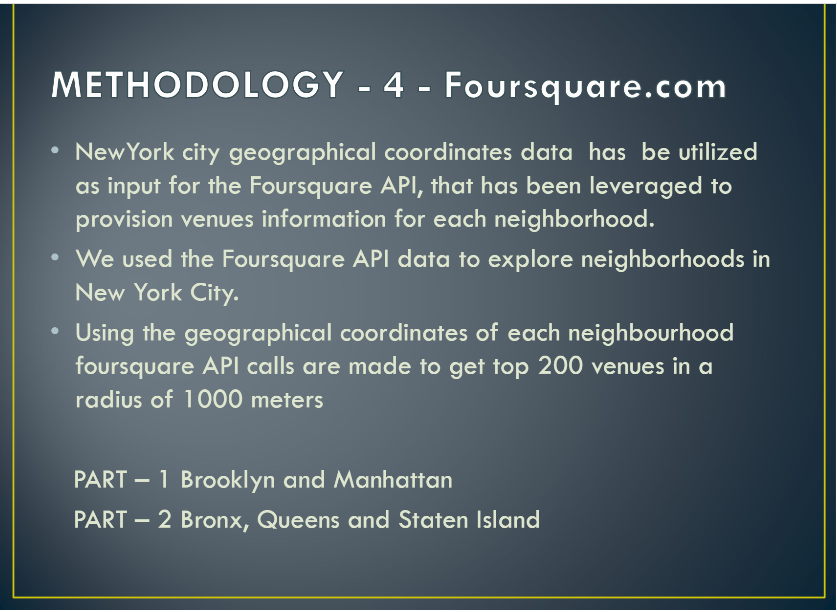 METHODOLOGY - 4 - Foursquare.com
• NewYork city geographical coordinates data  has  be utilized
as input for the Foursquare API, that has been leveraged to
provision venues information for each neighborhood.
• We used the Foursquare API data to explore neighborhoods in
New York City.
• Using the geographical coordinates of each neighbourhood
foursquare API calls are made to get top 200 venues in a
radius of 1000 meters
PART – 1 Brooklyn and Manhattan
PART – 2 Bronx, Queens and Staten Island